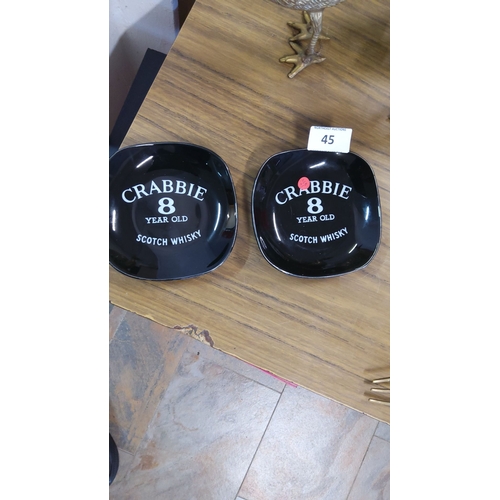 45
CRABBIE
8
YEAR OLD
SCOTCH WHISKY
CRABBIE
8
YEAR OLD
SCOTCH WHISKY